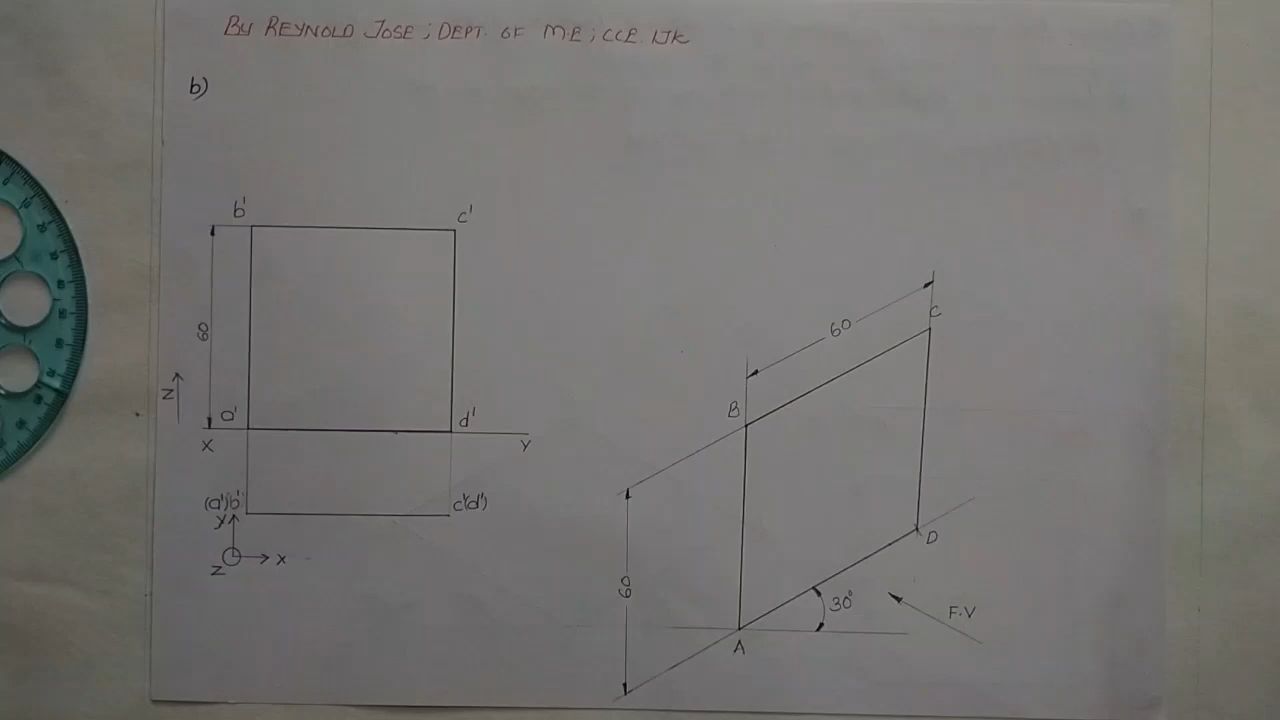 By REYNOLD JOSE ; DEPT. OF M.E ; CCE IJK
b)
b' c'
60
N
a' d'
X Y
(a')b' c'(d')
y
x
Z
60
C
B
60
D
30°
F.V
A